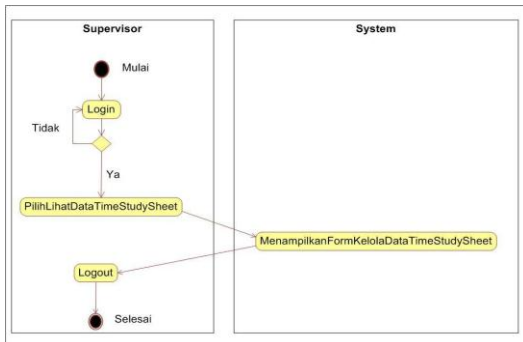 Supervisor
System
Mulai
Login
Tidak
Ya
PilihLihatDataTimeStudySheet
MenampilkanFormKelolaDataTimeStudySheet
Logout
Selesai